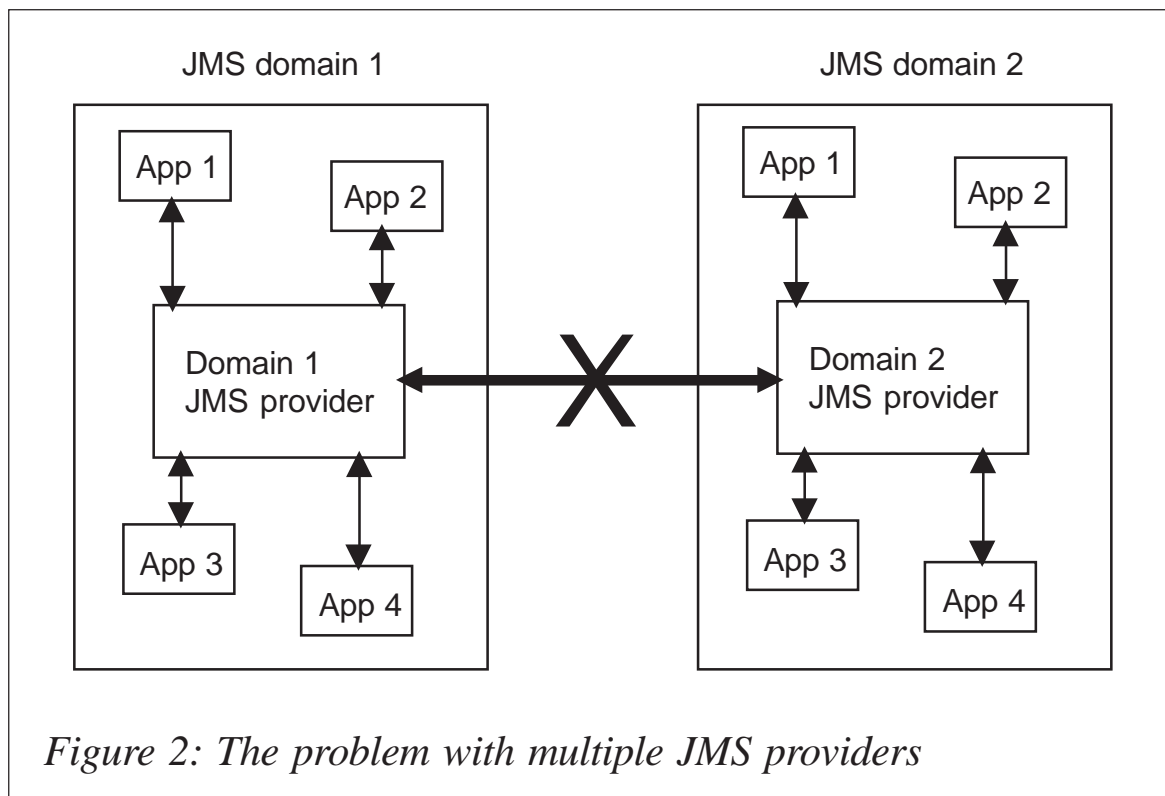 JMS domain 1
JMS domain 2
App 1
App 2
Domain 1
JMS provider
App 3
App 4
App 1
App 2
Domain 2
JMS provider
App 3
App 4
X
Figure 2: The problem with multiple JMS providers